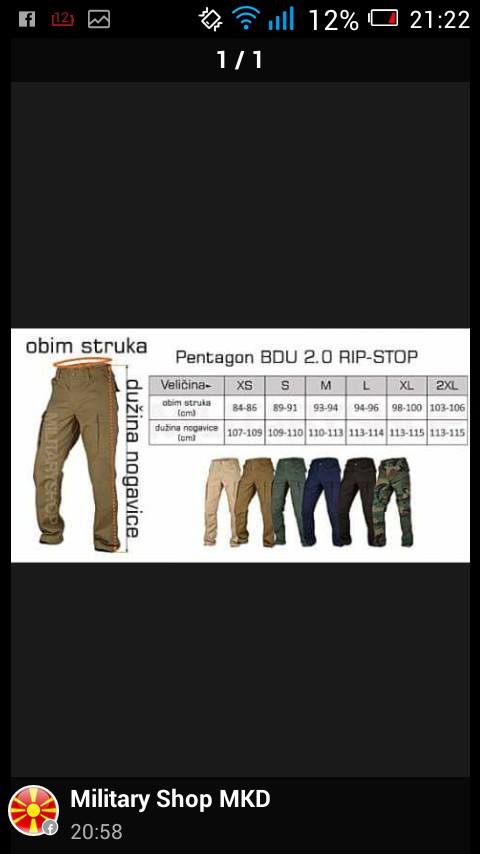 12
12% 21:22
1 / 1
obim struka
Pentagon BDU 2.0 RIP-STOP
Veličina XS S M L XL 2XL
obim struka (cm) 84-86 89-91 93-94 94-96 98-100 103-106
dužina nogavice (cm) 107-109 109-110 110-113 113-114 113-115 113-115
dužina nogavice
MILITARYSHOP
Military Shop MKD
20:58